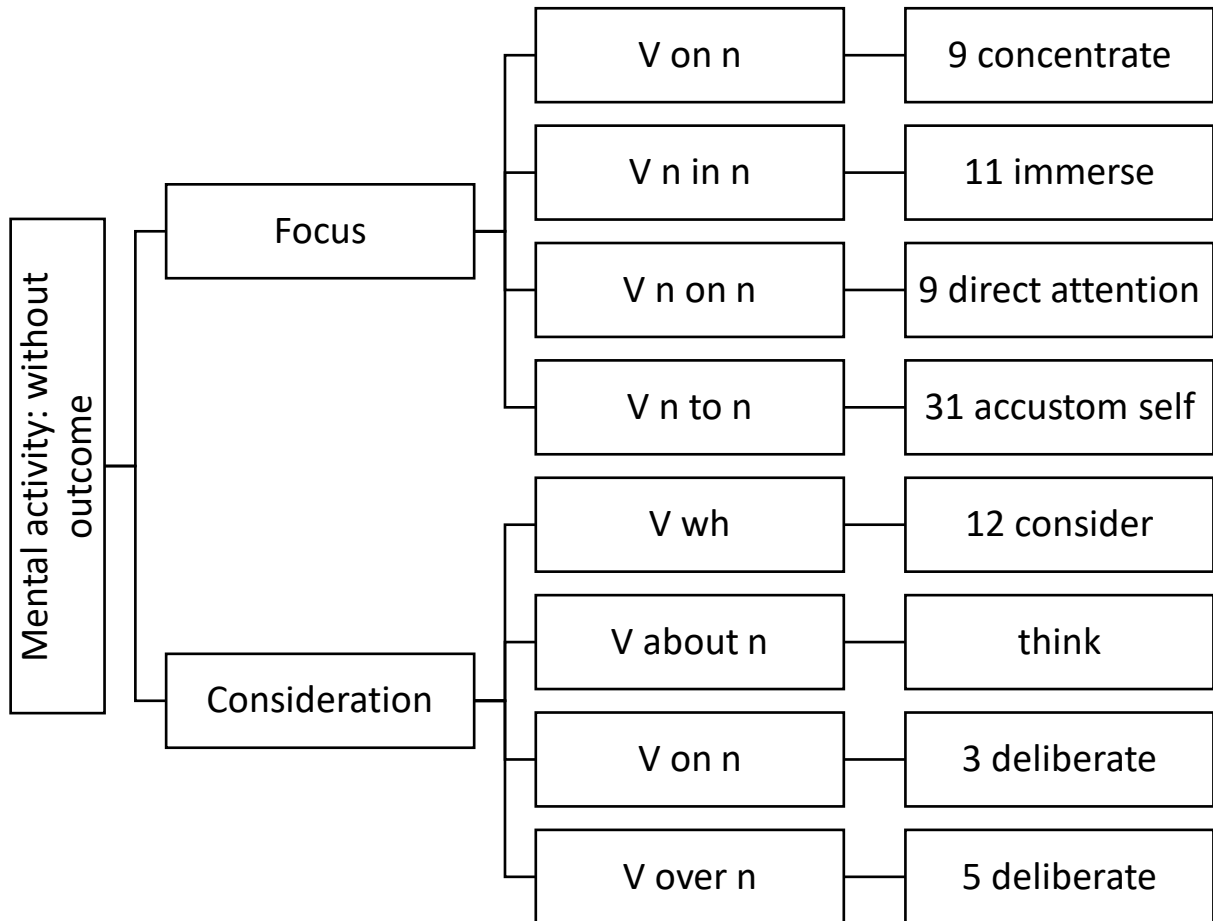 Mental activity: without
outcome
Focus
V on n
9 concentrate
V n in n
11 immerse
V n on n
9 direct attention
V n to n
31 accustom self
Consideration
V wh
12 consider
V about n
think
V on n
3 deliberate
V over n
5 deliberate